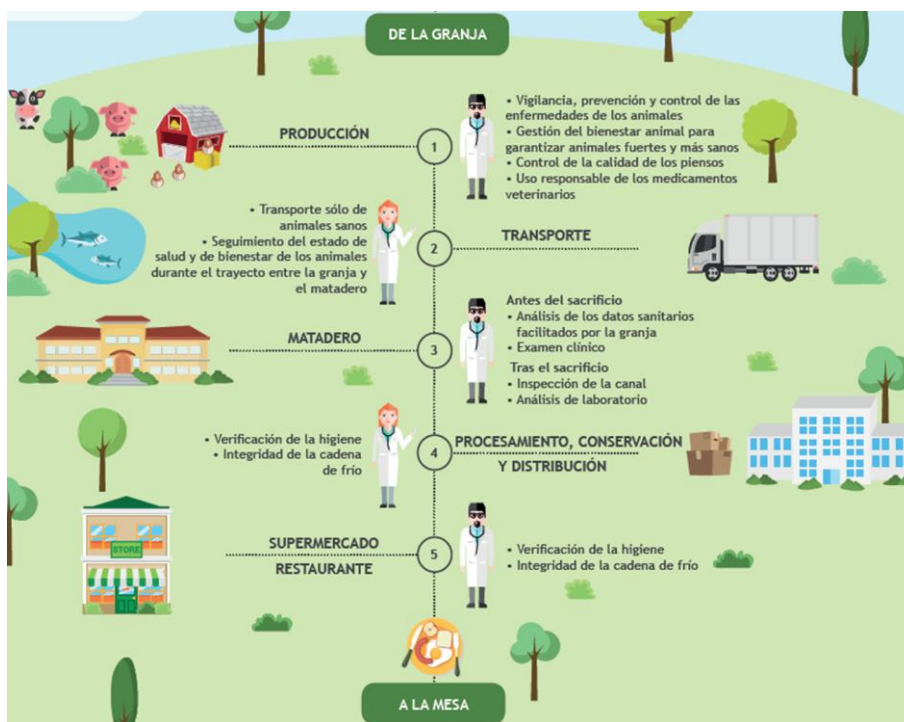 DE LA GRANJA
PRODUCCIÓN
1
• Vigilancia, prevención y control de las
enfermedades de los animales
• Gestión del bienestar animal para
garantizar animales fuertes y más sanos
• Control de la calidad de los piensos
• Uso responsable de los medicamentos
veterinarios
• Transporte sólo de
animales sanos
• Seguimiento del estado de
salud y de bienestar de los animales
durante el trayecto entre la granja y
el matadero
2
TRANSPORTE
MATADERO
3
Antes del sacrificio
• Análisis de los datos sanitarios
facilitados por la granja
• Examen clínico
Tras el sacrificio
• Inspección de la canal
• Análisis de laboratorio
• Verificación de la higiene
• Integridad de la cadena
de frío
4
PROCESAMIENTO, CONSERVACIÓN
Y DISTRIBUCIÓN
STORE
SUPERMERCADO
RESTAURANTE
5
• Verificación de la higiene
• Integridad de la cadena de frío
A LA MESA